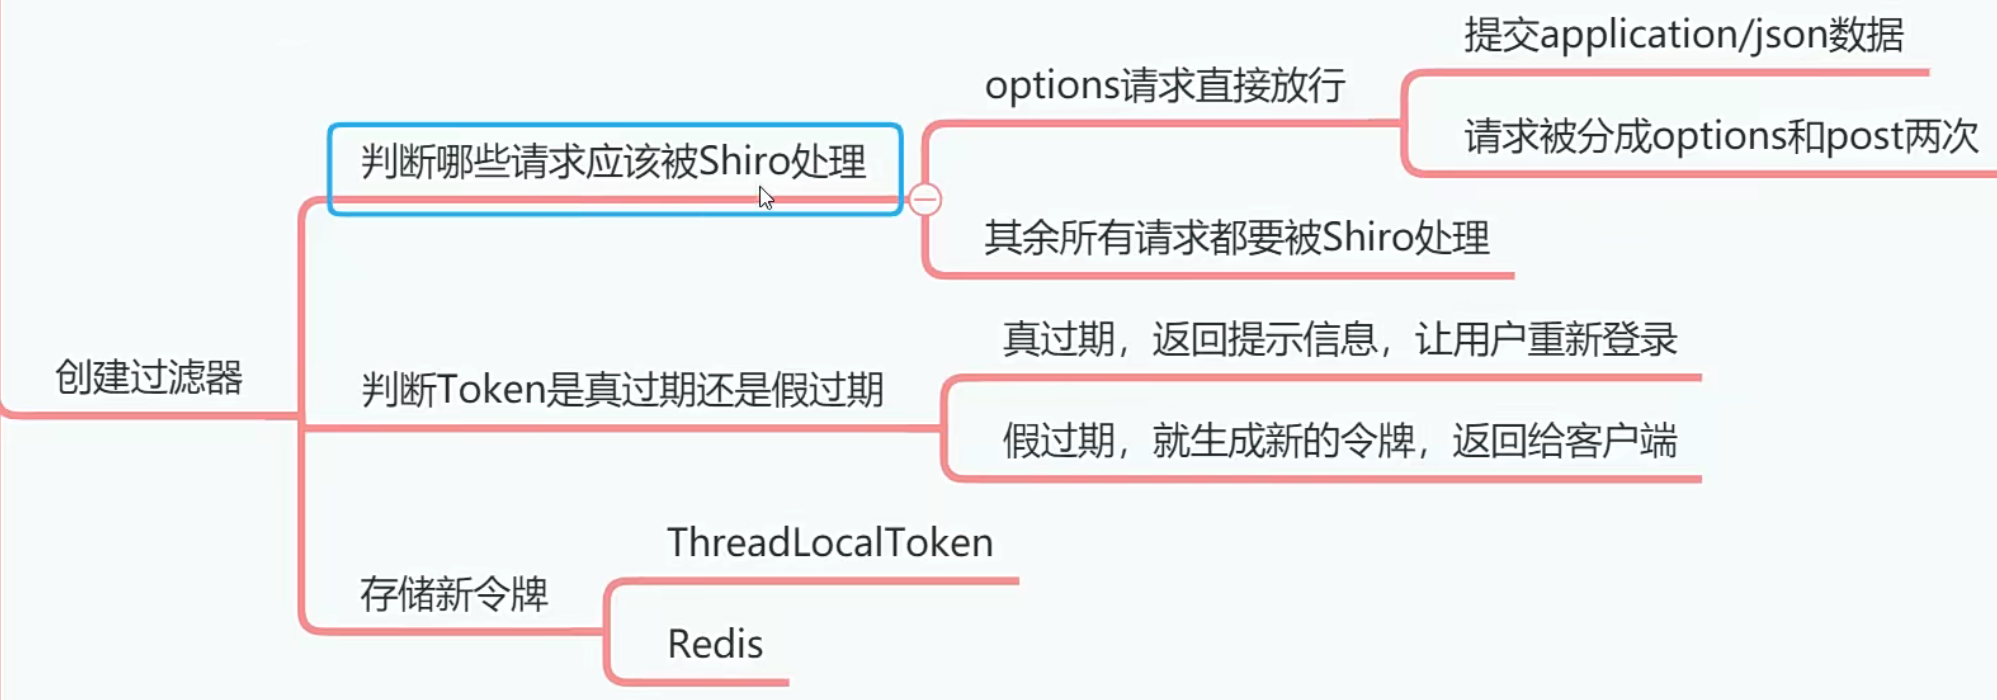 提交application/json数据
options请求直接放行
请求被分成options和post两次
判断哪些请求应该被Shiro处理
其余所有请求都要被Shiro处理
真过期，返回提示信息，让用户重新登录
创建过滤器
判断Token是真过期还是假过期
假过期，就生成新的令牌，返回给客户端
ThreadLocalToken
存储新令牌
Redis